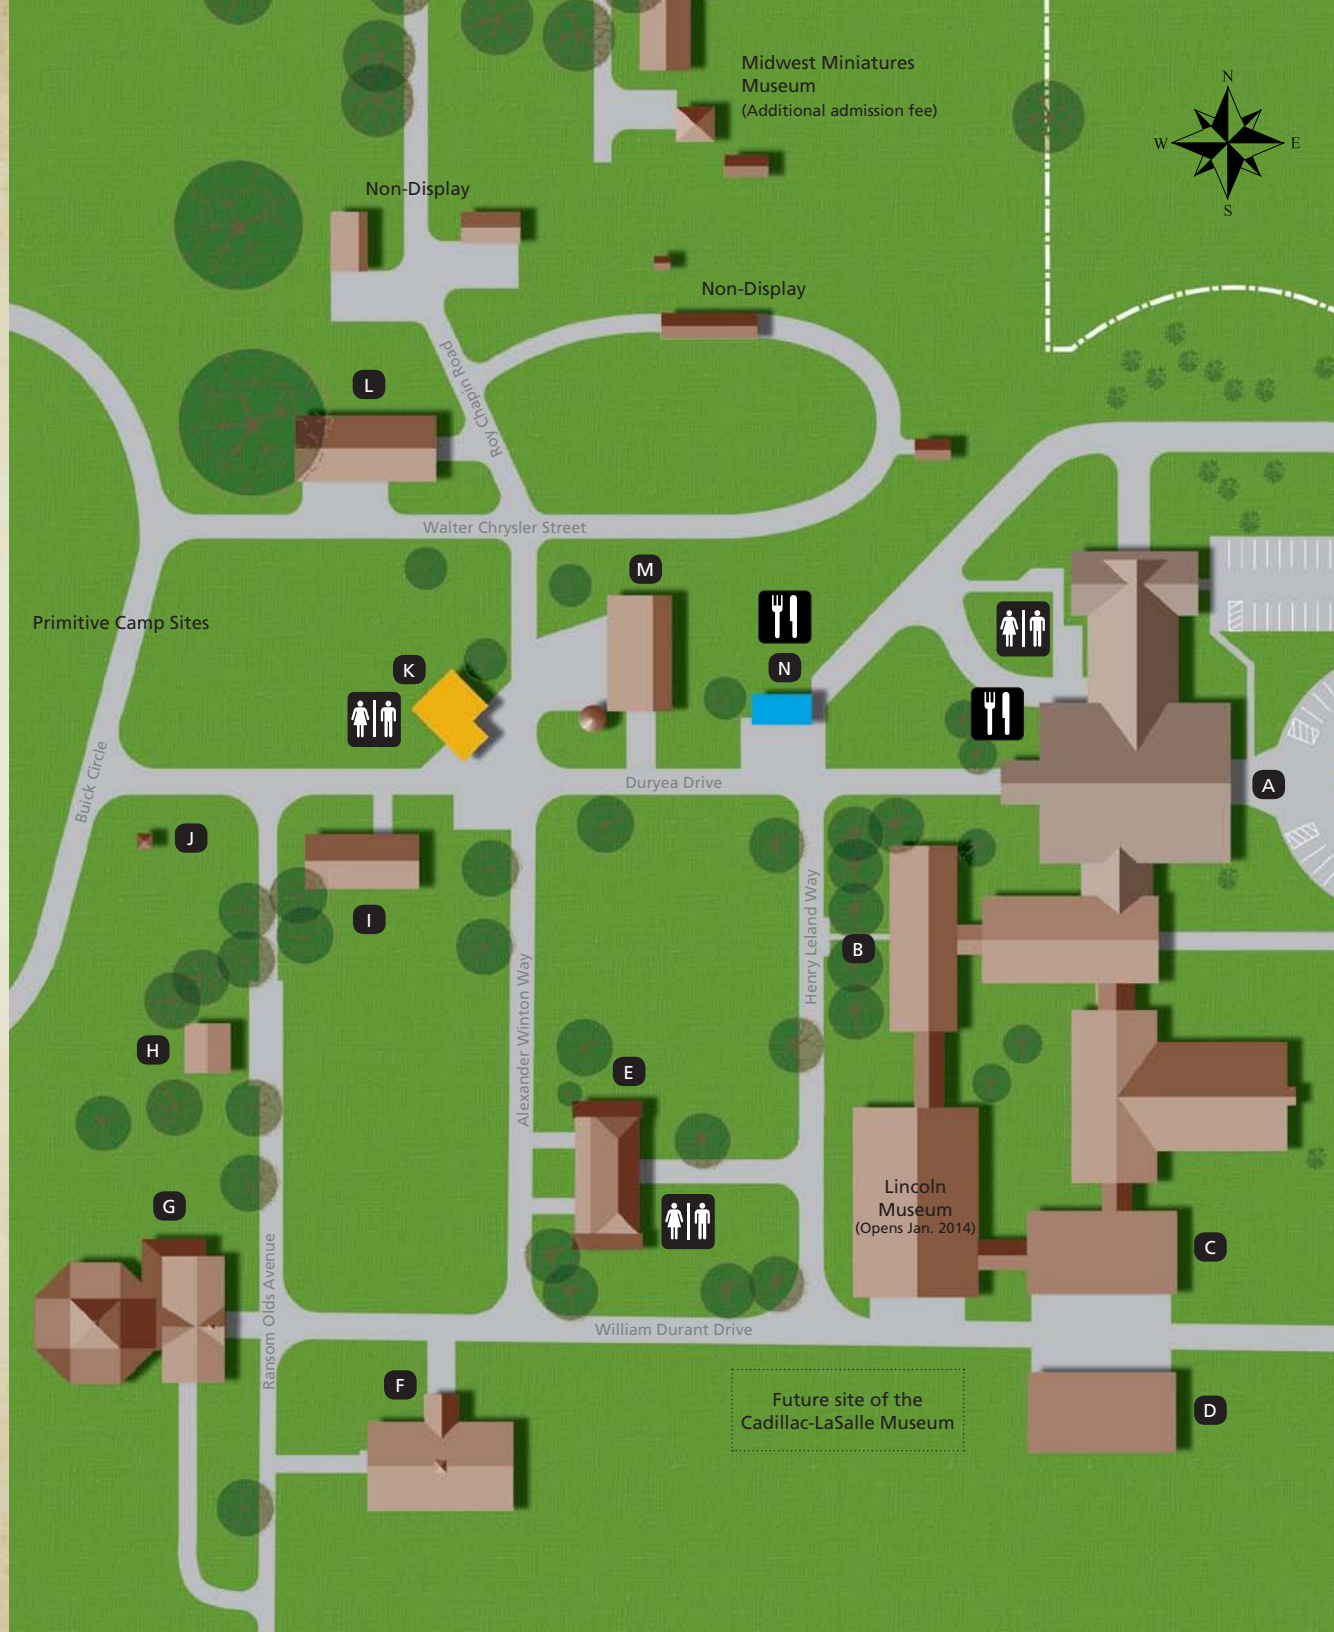 Midwest Miniatures
Museum
(Additional admission fee)
N
W
E
S
Non-Display
Non-Display
Roy Chapin Road
L
Walter Chrysler Street
M
Primitive Camp Sites
K
N
Buick Circle
Duryea Drive
A
J
I
Henry Leland Way
B
Alexander Winton Way
H
E
G
Lincoln
Museum
(Opens Jan. 2014)
C
Ransom Olds Avenue
William Durant Drive
F
Future site of the
Cadillac-LaSalle Museum
D